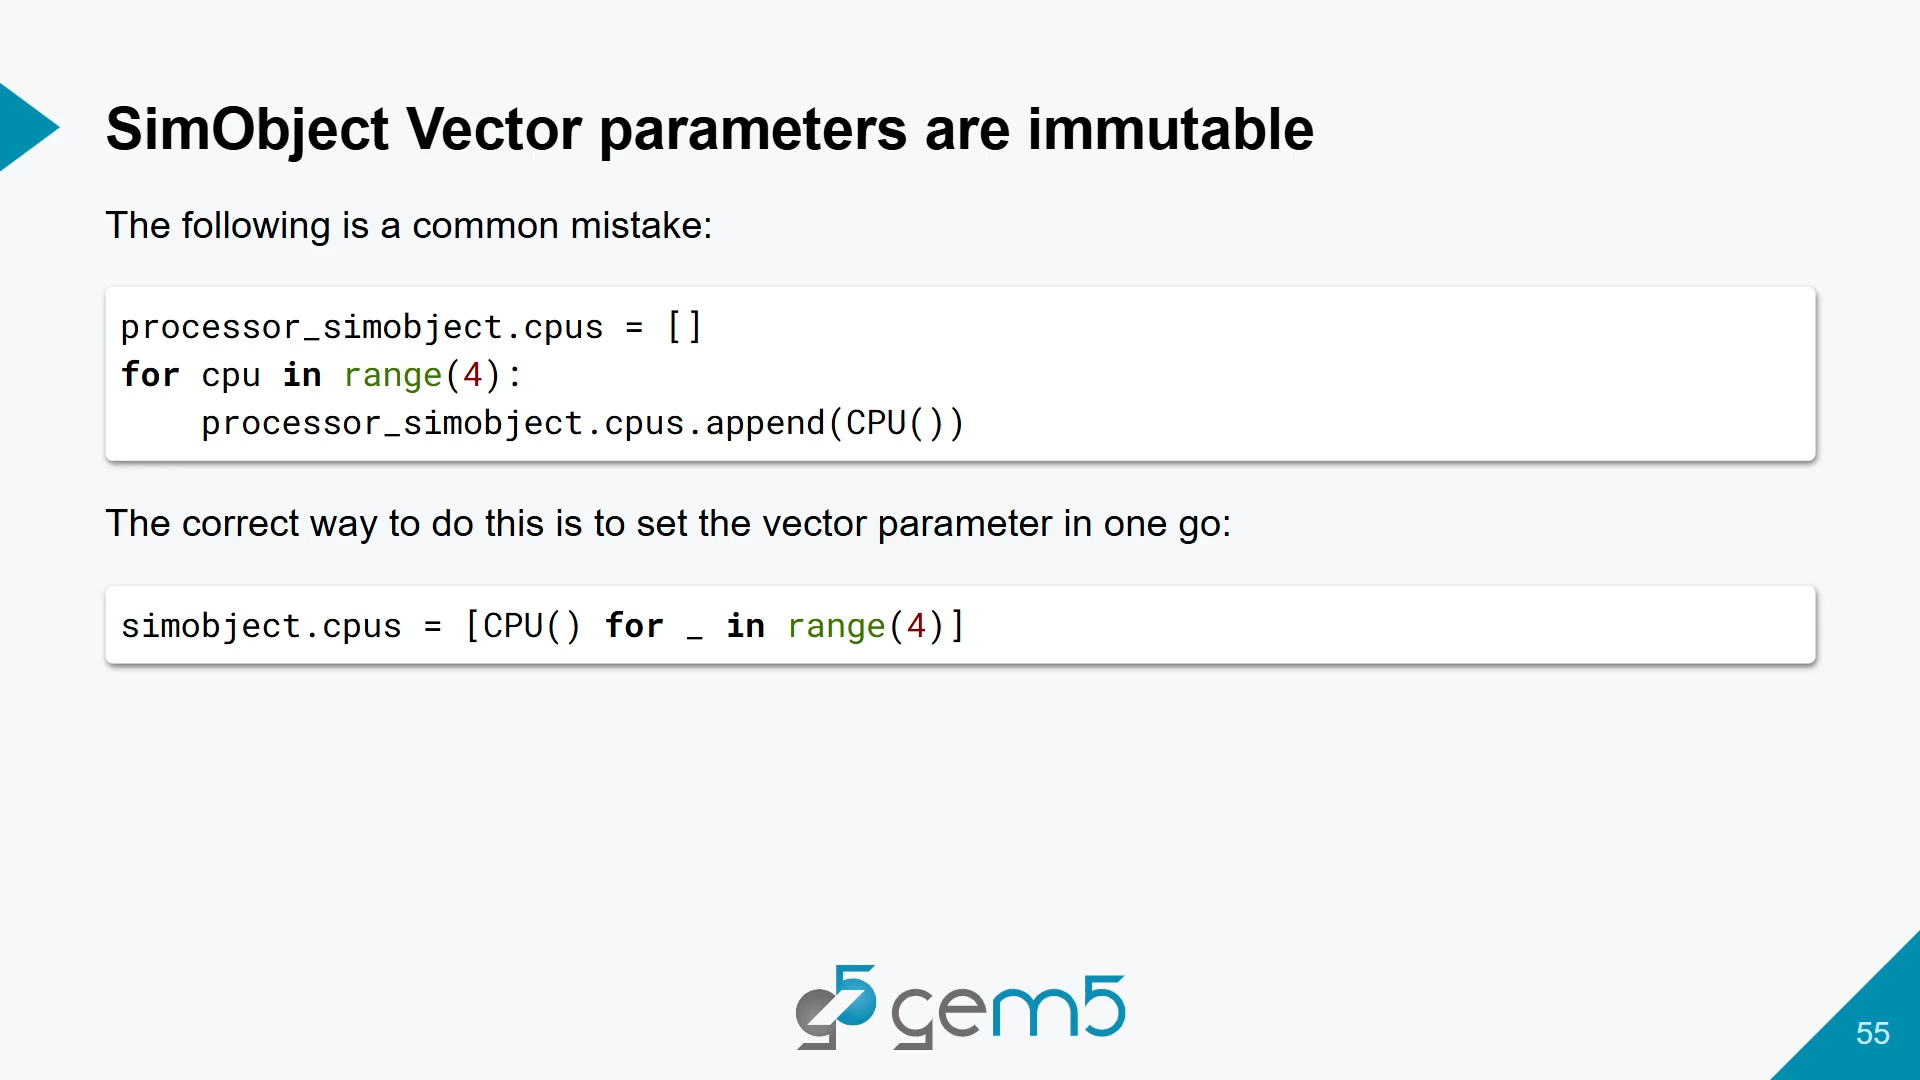 SimObject Vector parameters are immutable
The following is a common mistake:
processor_simobject.cpus = []
for cpu in range(4):
    processor_simobject.cpus.append(CPU())
The correct way to do this is to set the vector parameter in one go:
simobject.cpus = [CPU() for _ in range(4)]
gem5
55